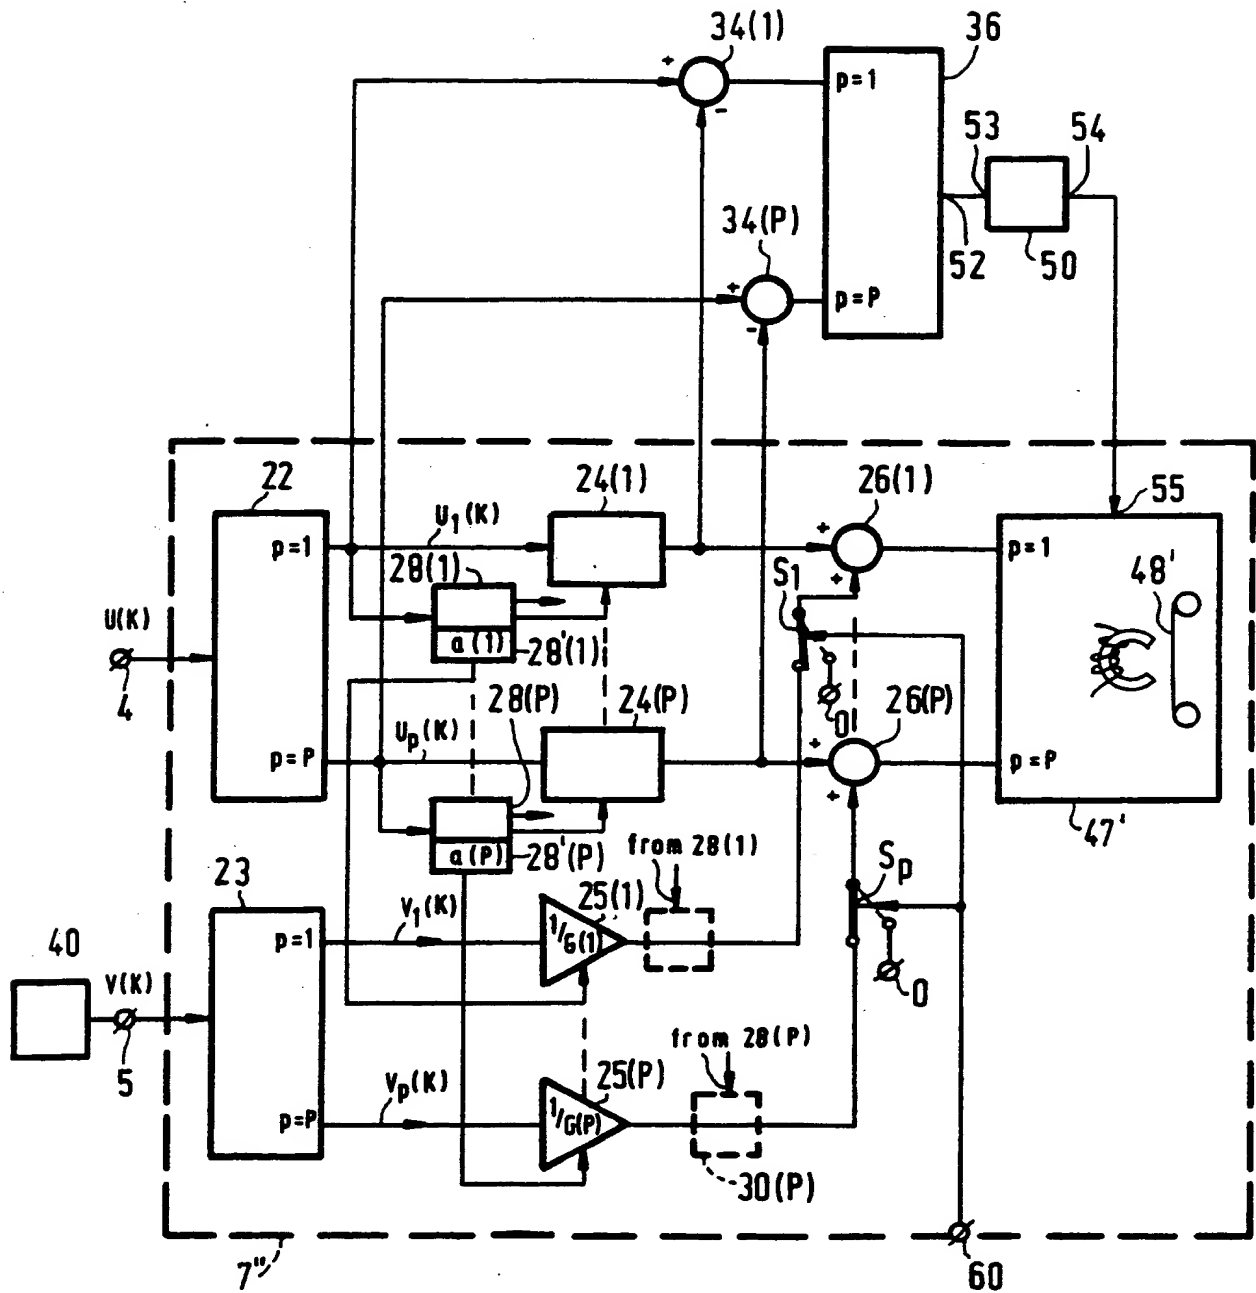 34(1)
36
+
p=1
-
53
54
34(P)
+
52
50
p=P
-
22
24(1)
26(1)
55
U1(K)
+
p=1
p=1
28(1)
+
S1
48'
U(K)
a(1)
28'(1)
4
28(P)
24(P)
0
26(P)
Up(K)
+
p=P
p=P
+
47'
from 28(1)
a(P)
28'(P)
Sp
23
25(1)
V1(K)
40
p=1
1/G(1)
V(K)
0
from 28(P)
5
Vp(K)
25(P)
p=P
1/G(P)
30(P)
7"
60